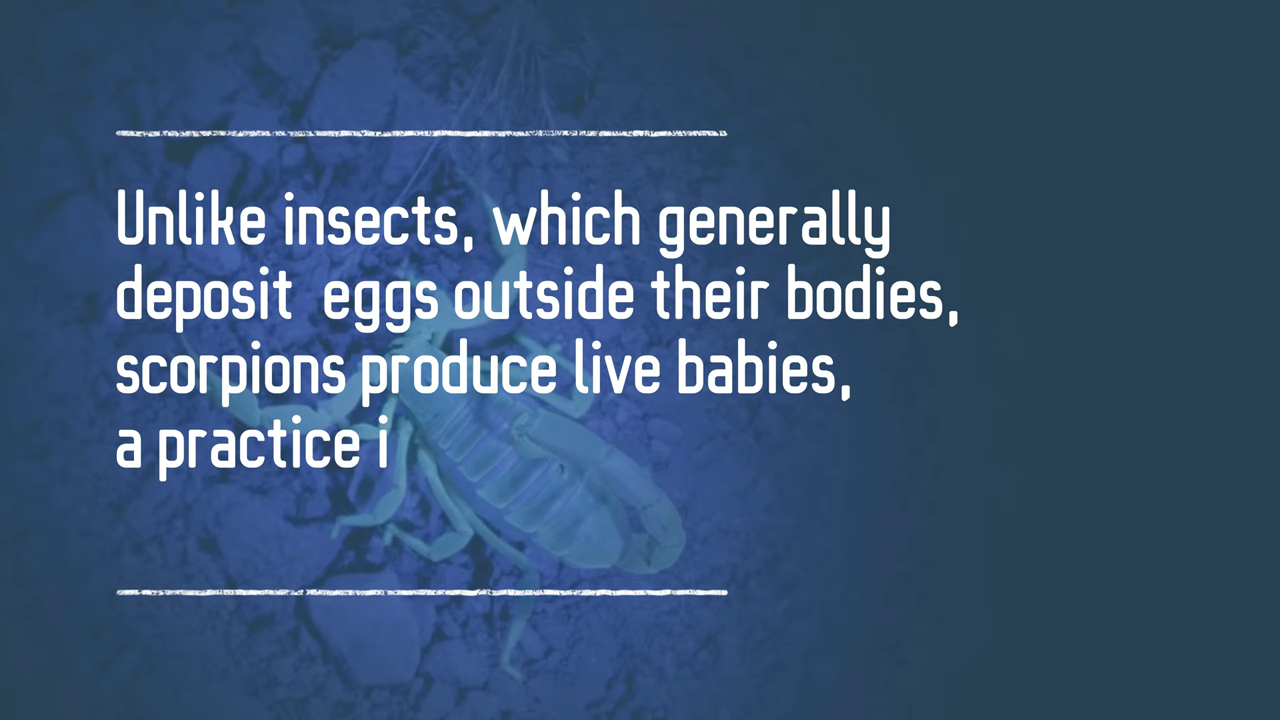 Unlike insects, which generally
deposit  eggs outside their bodies,
scorpions produce live babies,
a practice i